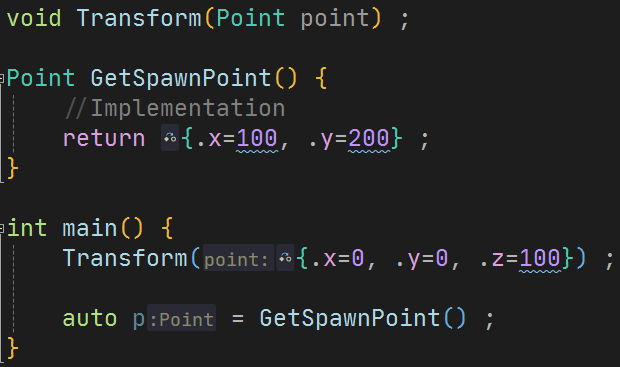 void Transform(Point point) ;
Point GetSpawnPoint() {
//Implementation
return {.x=100, .y=200} ;
}
int main() {
Transform(point: {.x=0, .y=0, .z=100}) ;
auto p:Point = GetSpawnPoint() ;
}